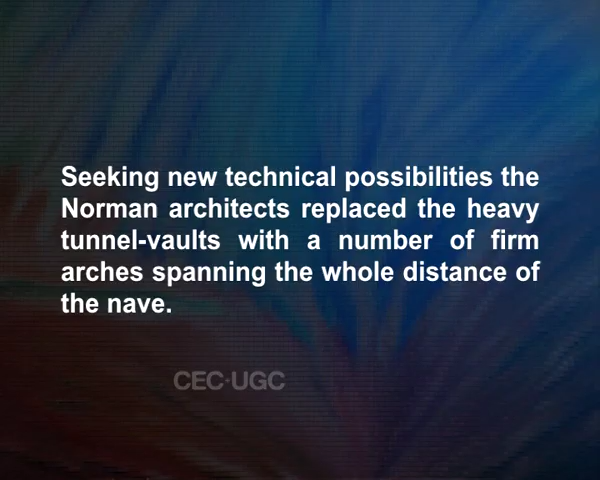 Seeking new technical possibilities the
Norman architects replaced the heavy
tunnel-vaults with a number of firm
arches spanning the whole distance of
the nave.
CEC·UGC